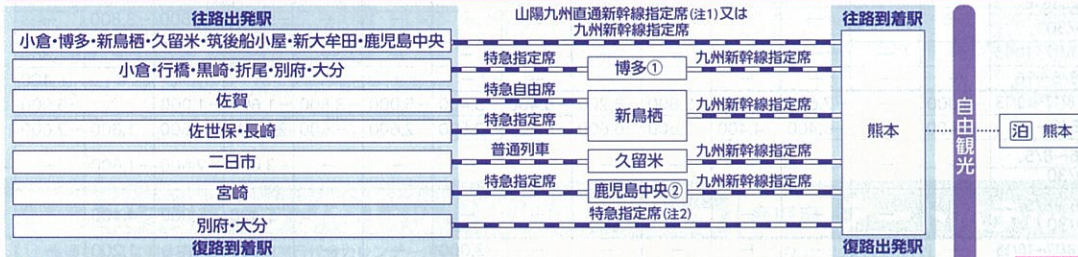 往路出発駅
山陽九州直通新幹線指定席(注1)又は
九州新幹線指定席
往路到着駅
小倉・博多・新鳥栖・久留米・筑後船小屋・新大牟田・鹿児島中央
小倉・行橋・黒崎・折尾・別府・大分
特急指定席
博多①
九州新幹線指定席
佐賀
特急自由席
新鳥栖
九州新幹線指定席
佐世保・長崎
特急指定席
二日市
普通列車
久留米
九州新幹線指定席
宮崎
特急指定席
鹿児島中央②
九州新幹線指定席
別府・大分
特急指定席(注2)
熊本
自由観光
泊 熊本
復路到着駅
復路出発駅